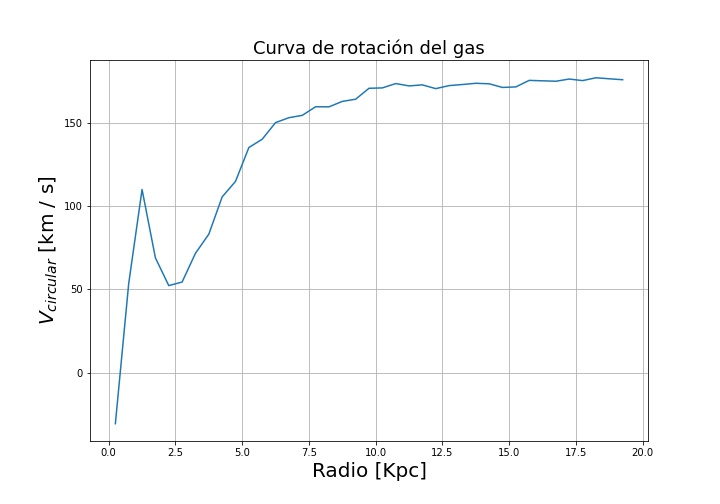 Curva de rotación del gas
V_circular [km / s]
150
100
50
0
0.0 2.5 5.0 7.5 10.0 12.5 15.0 17.5 20.0
Radio [Kpc]